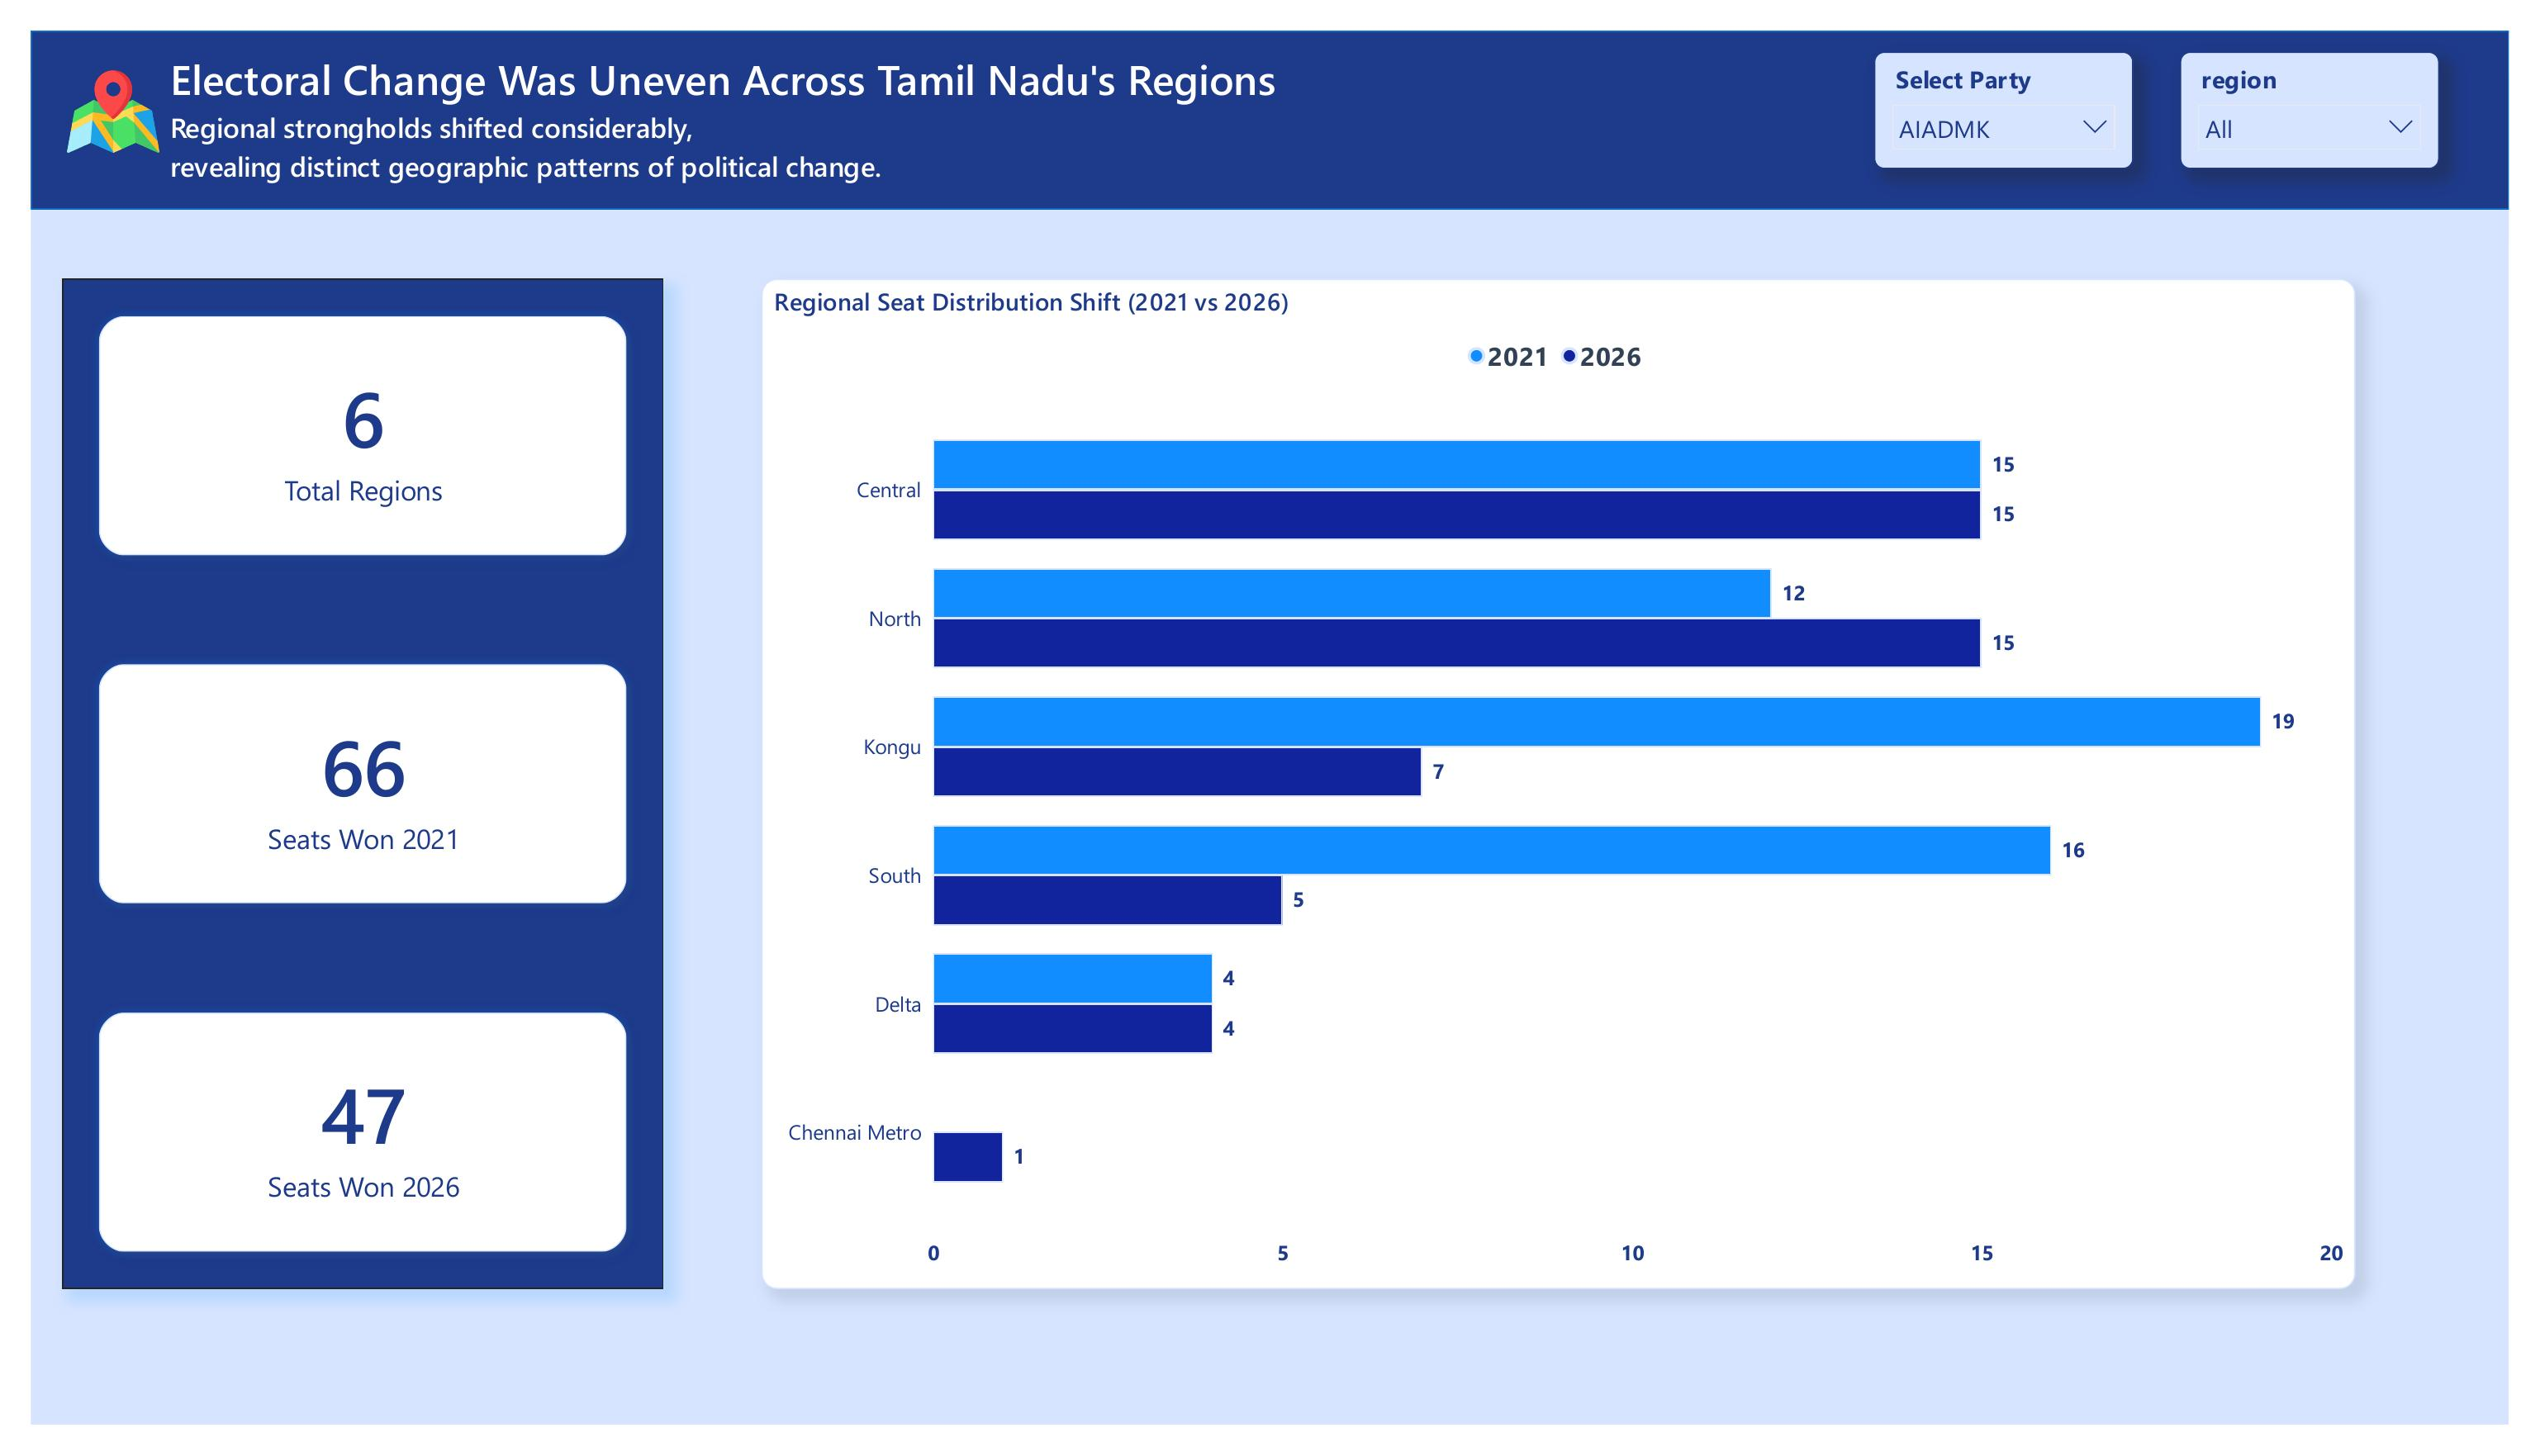 Electoral Change Was Uneven Across Tamil Nadu's Regions
Regional strongholds shifted considerably,
revealing distinct geographic patterns of political change.
Select Party
AIADMK
region
All
6
Total Regions
66
Seats Won 2021
47
Seats Won 2026
Regional Seat Distribution Shift (2021 vs 2026)
2021 2026
Central
15
15
North
12
15
Kongu
19
7
South
16
5
Delta
4
4
Chennai Metro
1
0 5 10 15 20